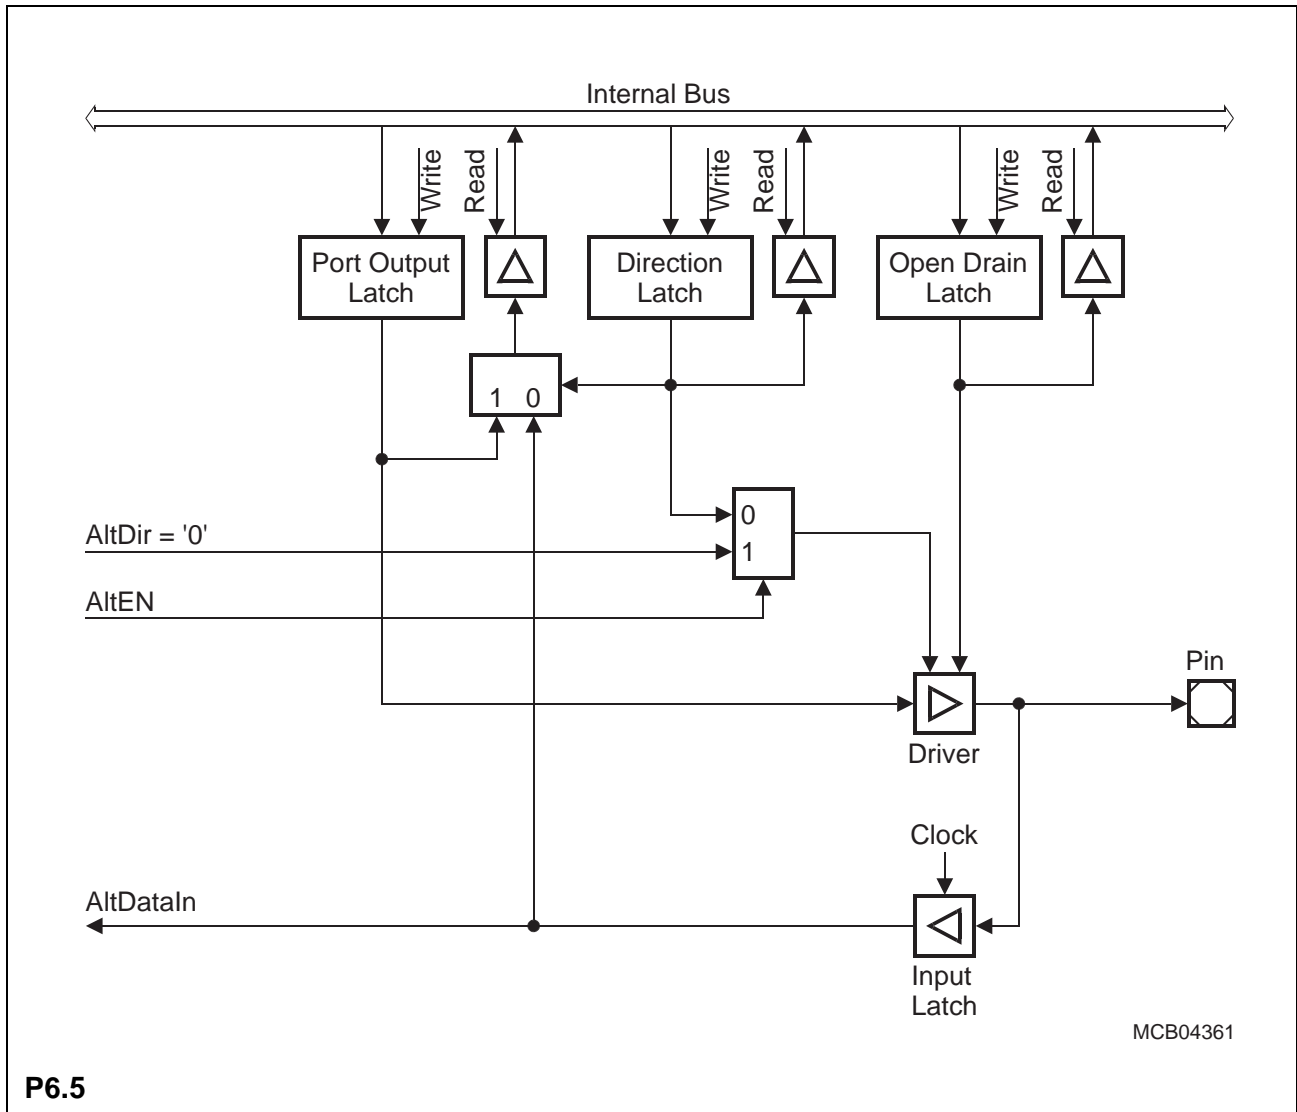 Internal Bus
Write
Read
Write
Read
Write
Read
Port Output
Latch
Direction
Latch
Open Drain
Latch
1 0
0
1
AltDir = '0'
AltEN
Pin
Driver
Clock
AltDataIn
Input
Latch
MCB04361
P6.5